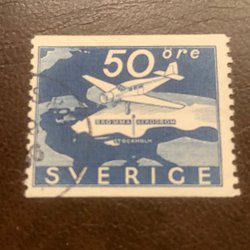 50 öre
BROMMA AERODROM
STOCKHOLM
SVERIGE